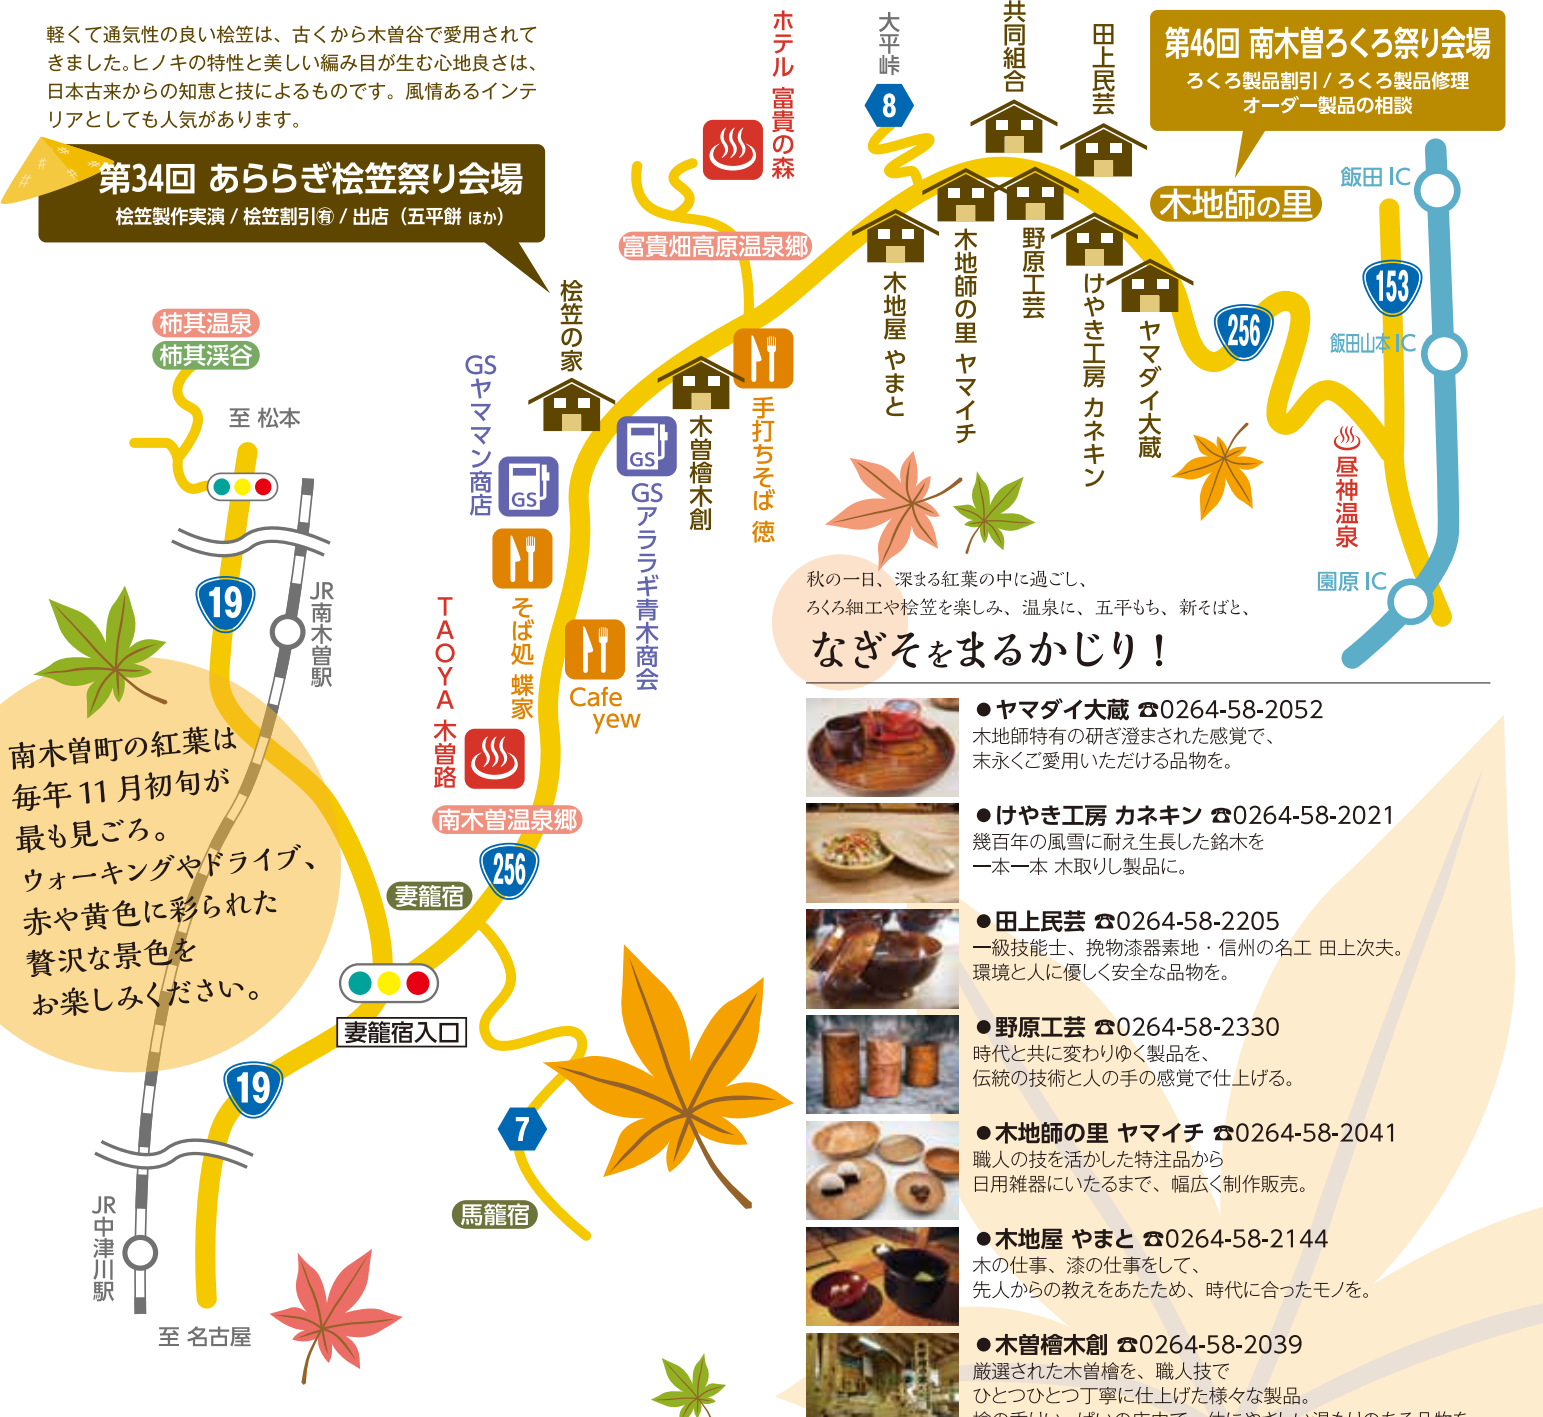 軽くて通気性の良い桧笠は、古くから木曽谷で愛用されて
きました。ヒノキの特性と美しい編み目が生む心地良さは、
日本古来からの知恵と技によるものです。風情あるインテ
リアとしても人気があります。
第34回 あららぎ桧笠祭り会場
桧笠製作実演 / 桧笠割引㊒ / 出店（五平餅 ほか）
ホテル 富貴の森
大平峠
8
共同組合
田上民芸
第46回 南木曽ろくろ祭り会場
ろくろ製品割引 / ろくろ製品修理
オーダー製品の相談
木地師の里
飯田 IC
153
飯田山本 IC
256
昼神温泉
園原 IC
富貴畑高原温泉郷
木地屋 やまと
木地師の里 ヤマイチ
野原工芸
けやき工房 カネキン
ヤマダイ大蔵
桧笠の家
木曽檜木創
手打ちそば 徳
GS
GSヤママン商店
GS
GSアララギ青木商会
そば処 蝶家
Cafe
yew
TAOYA 木曽路
南木曽温泉郷
256
妻籠宿
柿其温泉
柿其渓谷
至 松本
19
JR南木曽駅
南木曽町の紅葉は
毎年 11 月初旬が
最も見ごろ。
ウォーキングやドライブ、
赤や黄色に彩られた
贅沢な景色を
お楽しみください。
妻籠宿入口
19
7
馬籠宿
JR中津川駅
至 名古屋
秋の一日、深まる紅葉の中に過ごし、
ろくろ細工や桧笠を楽しみ、温泉に、五平もち、新そばと、
なぎそをまるかじり！
●ヤマダイ大蔵 ☎0264-58-2052
木地師特有の研ぎ澄まされた感覚で、
末永くご愛用いただける品物を。
●けやき工房 カネキン ☎0264-58-2021
幾百年の風雪に耐え生長した銘木を
一本一本 木取りし製品に。
●田上民芸 ☎0264-58-2205
一級技能士、挽物漆器素地・信州の名工 田上次夫。
環境と人に優しく安全な品物を。
●野原工芸 ☎0264-58-2330
時代と共に変わりゆく製品を、
伝統の技術と人の手の感覚で仕上げる。
●木地師の里 ヤマイチ ☎0264-58-2041
職人の技を活かした特注品から
日用雑器にいたるまで、幅広く制作販売。
●木地屋 やまと ☎0264-58-2144
木の仕事、漆の仕事をして、
先人からの教えをあたため、時代に合ったモノを。
●木曽檜木創 ☎0264-58-2039
厳選された木曽檜を、職人技で
ひとつひとつ丁寧に仕上げた様々な製品。